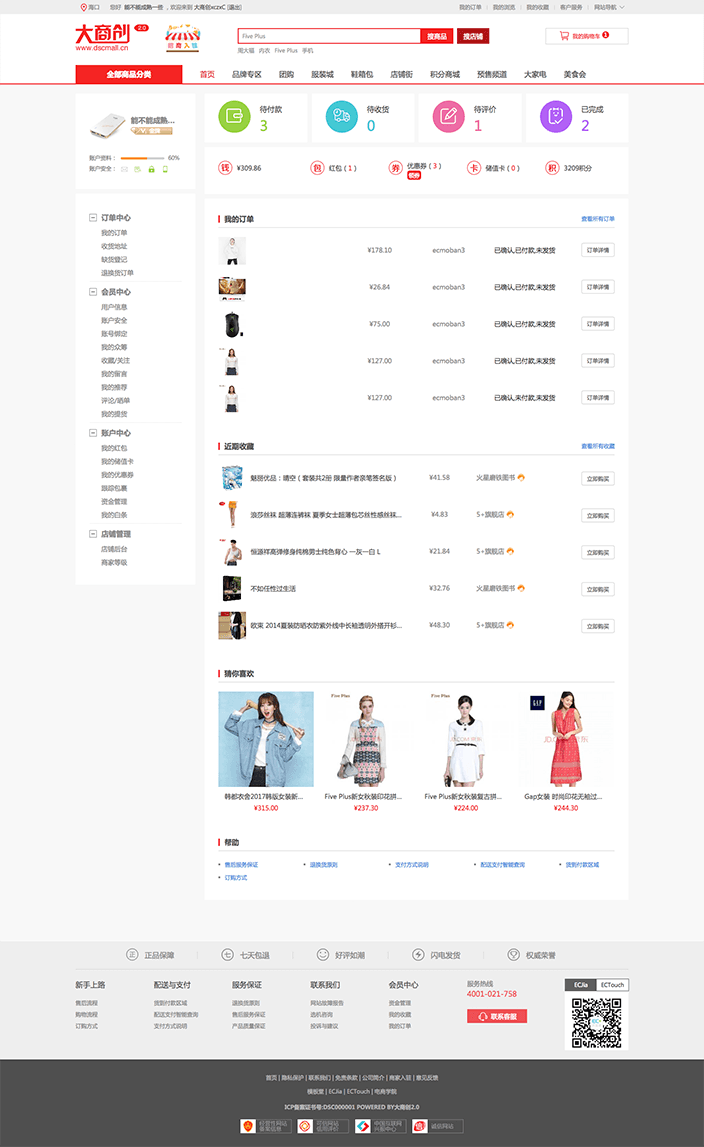 海口 您好 能不能成熟一些 , 欢迎来到 大商创xczxC [退出] 我的订单 我的浏览 我的收藏 客户服务 网站导航
大商创 2.0
www.dscmall.cn
招商入驻
Five Plus 搜商品 搜店铺
周大福 内衣 Five Plus 手机
我的购物车 1
全部商品分类 首页 品牌专区 团购 服装城 鞋箱包 店铺街 积分商城 预售频道 大家电 美食会
能不能成熟...
账户资料： 60%
账户安全：
待付款 3
待收货 0
待评价 1
已完成 2
钱 ¥309.86
包 红包 ( 1 )
券 优惠券 ( 3 )
领券
卡 储值卡 ( 0 )
积 3209积分
订单中心
我的订单
收货地址
缺货登记
退换货订单
会员中心
用户信息
账户安全
账号绑定
我的众筹
收藏/关注
我的留言
我的推荐
评论/晒单
我的提货
账户中心
我的红包
我的储值卡
我的优惠券
跟踪包裹
资金管理
我的白条
店铺管理
店铺后台
商家等级
我的订单 查看所有订单
¥178.10 ecmoban3 已确认,已付款,未发货 订单详情
¥26.84 ecmoban3 已确认,已付款,未发货 订单详情
¥75.00 ecmoban3 已确认,已付款,未发货 订单详情
¥127.00 ecmoban3 已确认,已付款,未发货 订单详情
¥127.00 ecmoban3 已确认,未付款,未发货 订单详情
近期收藏 查看所有收藏
魅丽优品：晴空（套装共2册 限量作者亲笔签名版） ¥41.58 火星磨铁图书 立即购买
浪莎丝袜 超薄连裤袜 夏季女士超薄包芯丝性感丝袜... ¥4.83 5+旗舰店 立即购买
恒源祥高弹修身纯棉男士纯色背心 一灰一白 L ¥21.84 5+旗舰店 立即购买
不如任性过生活 ¥32.76 火星磨铁图书 立即购买
欧束 2014夏装防晒衣防紫外线中长袖透明外搭开衫... ¥48.30 5+旗舰店 立即购买
猜你喜欢
Five Plus
Five Plus
GAP
韩都衣舍2017韩版女装新... Five Plus新女秋装印花拼... Five Plus新女秋装复古拼... Gap女装 时尚印花无袖过...
¥315.00 ¥237.30 ¥224.00 ¥244.30
帮助
售后服务保证 退换货原则 支付方式说明 配送支付智能查询 货到付款区域
订购方式
正 正品保障 七 七天包退 好评如潮 闪电发货 权威荣誉
新手上路 配送与支付 服务保证 联系我们 会员中心
售后流程 货到付款区域 退换货原则 网站故障报告 资金管理
购物流程 配送支付智能查询 售后服务保证 选机咨询 我的收藏
订购方式 支付方式说明 产品质量保证 投诉与建议 我的订单
服务热线
4001-021-758
联系客服
ECJia ECTouch
首页 | 隐私保护 | 联系我们 | 免责条款 | 公司简介 | 商家入驻 | 意见反馈
模板堂 | ECJia | ECTouch | 电商学院
ICP备案证书号:DSC000001 POWERED BY大商创2.0
经营性网站备案信息 可信网站信用评价 中国互联网 诚信网站